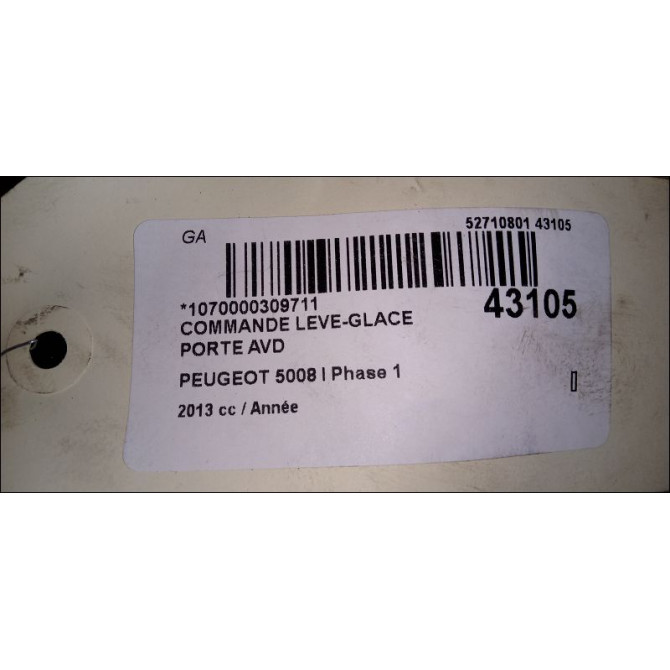 GA
52710801 43105
*1070000309711
43105
COMMANDE LEVE-GLACE
PORTE AVD
PEUGEOT 5008 I Phase 1
2013 cc / Année